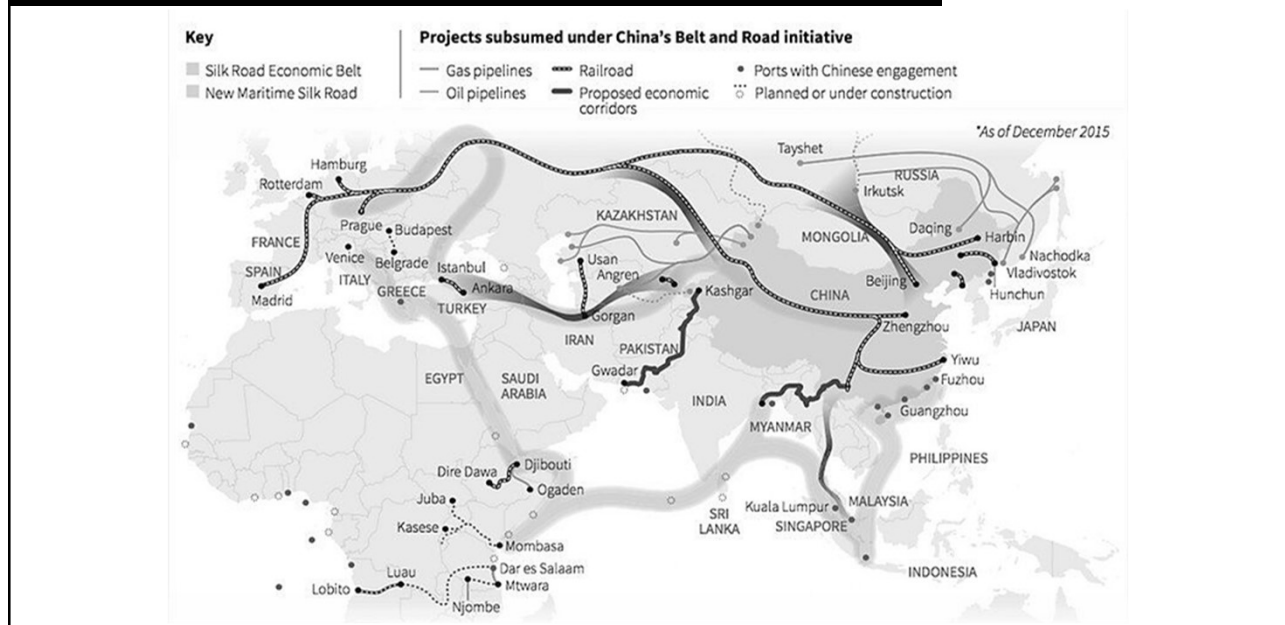 Key
Silk Road Economic Belt
New Maritime Silk Road
Projects subsumed under China's Belt and Road initiative
Gas pipelines
Oil pipelines
Railroad
Proposed economic
corridors
Ports with Chinese engagement
Planned or under construction
*As of December 2015
Tayshet
Hamburg
RUSSIA
Rotterdam
Irkutsk
KAZAKHSTAN
Prague
Budapest
Daqing
Harbin
MONGOLIA
FRANCE
Venice
Belgrade
Usan
Nachodka
Istanbul
Angren
Vladivostok
SPAIN
ITALY
Ankara
Beijing
GREECE
Kashgar
Hunchun
Madrid
TURKEY
CHINA
Gorgan
Zhengzhou
JAPAN
IRAN
PAKISTAN
Yiwu
Gwadar
EGYPT
SAUDI
ARABIA
Fuzhou
INDIA
Guangzhou
MYANMAR
PHILIPPINES
Dire Dawa
Djibouti
Ogaden
Juba
MALAYSIA
Kuala Lumpur
SRI
LANKA
SINGAPORE
Kasese
Mombasa
Dar es Salaam
INDONESIA
Luau
Lobito
Mtwara
Njombe